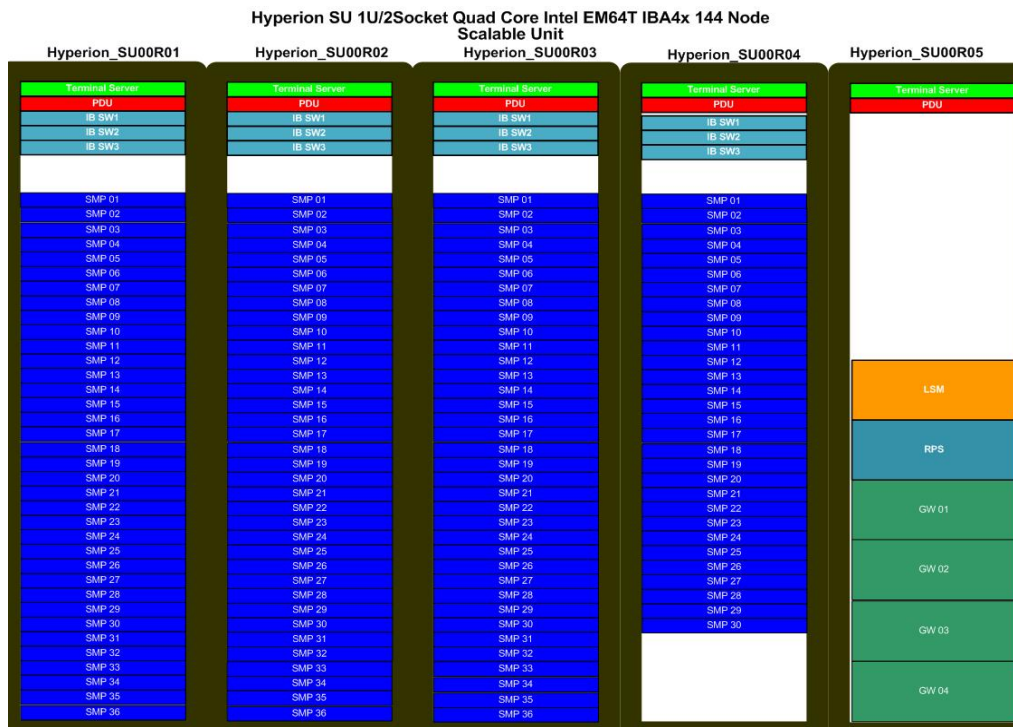 Hyperion SU 1U/2Socket Quad Core Intel EM64T IBA4x 144 Node
Scalable Unit
Hyperion_SU00R01
Terminal Server
PDU
IB SW1
IB SW2
IB SW3
SMP 01
SMP 02
SMP 03
SMP 04
SMP 05
SMP 06
SMP 07
SMP 08
SMP 09
SMP 10
SMP 11
SMP 12
SMP 13
SMP 14
SMP 15
SMP 16
SMP 17
SMP 18
SMP 19
SMP 20
SMP 21
SMP 22
SMP 23
SMP 24
SMP 25
SMP 26
SMP 27
SMP 28
SMP 29
SMP 30
SMP 31
SMP 32
SMP 33
SMP 34
SMP 35
SMP 36
Hyperion_SU00R02
Terminal Server
PDU
IB SW1
IB SW2
IB SW3
SMP 01
SMP 02
SMP 03
SMP 04
SMP 05
SMP 06
SMP 07
SMP 08
SMP 09
SMP 10
SMP 11
SMP 12
SMP 13
SMP 14
SMP 15
SMP 16
SMP 17
SMP 18
SMP 19
SMP 20
SMP 21
SMP 22
SMP 23
SMP 24
SMP 25
SMP 26
SMP 27
SMP 28
SMP 29
SMP 30
SMP 31
SMP 32
SMP 33
SMP 34
SMP 35
SMP 36
Hyperion_SU00R03
Terminal Server
PDU
IB SW1
IB SW2
IB SW3
SMP 01
SMP 02
SMP 03
SMP 04
SMP 05
SMP 06
SMP 07
SMP 08
SMP 09
SMP 10
SMP 11
SMP 12
SMP 13
SMP 14
SMP 15
SMP 16
SMP 17
SMP 18
SMP 19
SMP 20
SMP 21
SMP 22
SMP 23
SMP 24
SMP 25
SMP 26
SMP 27
SMP 28
SMP 29
SMP 30
SMP 31
SMP 32
SMP 33
SMP 34
SMP 35
SMP 36
Hyperion_SU00R04
Terminal Server
PDU
IB SW1
IB SW2
IB SW3
SMP 01
SMP 02
SMP 03
SMP 04
SMP 05
SMP 06
SMP 07
SMP 08
SMP 09
SMP 10
SMP 11
SMP 12
SMP 13
SMP 14
SMP 15
SMP 16
SMP 17
SMP 18
SMP 19
SMP 20
SMP 21
SMP 22
SMP 23
SMP 24
SMP 25
SMP 26
SMP 27
SMP 28
SMP 29
SMP 30
Hyperion_SU00R05
Terminal Server
PDU
LSM
RPS
GW 01
GW 02
GW 03
GW 04